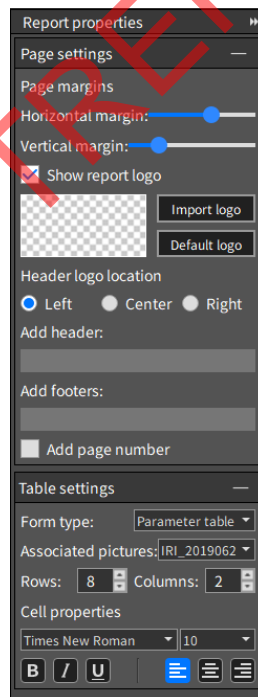 Report properties
Page settings
Page margins
Horizontal margin:
Vertical margin:
Show report logo
Import logo
Default logo
Header logo location
Left Center Right
Add header:
Add footers:
Add page number
Table settings
Form type: Parameter table
Associated pictures: IRI_2019062
Rows: 8 Columns: 2
Cell properties
Times New Roman 10
B I U